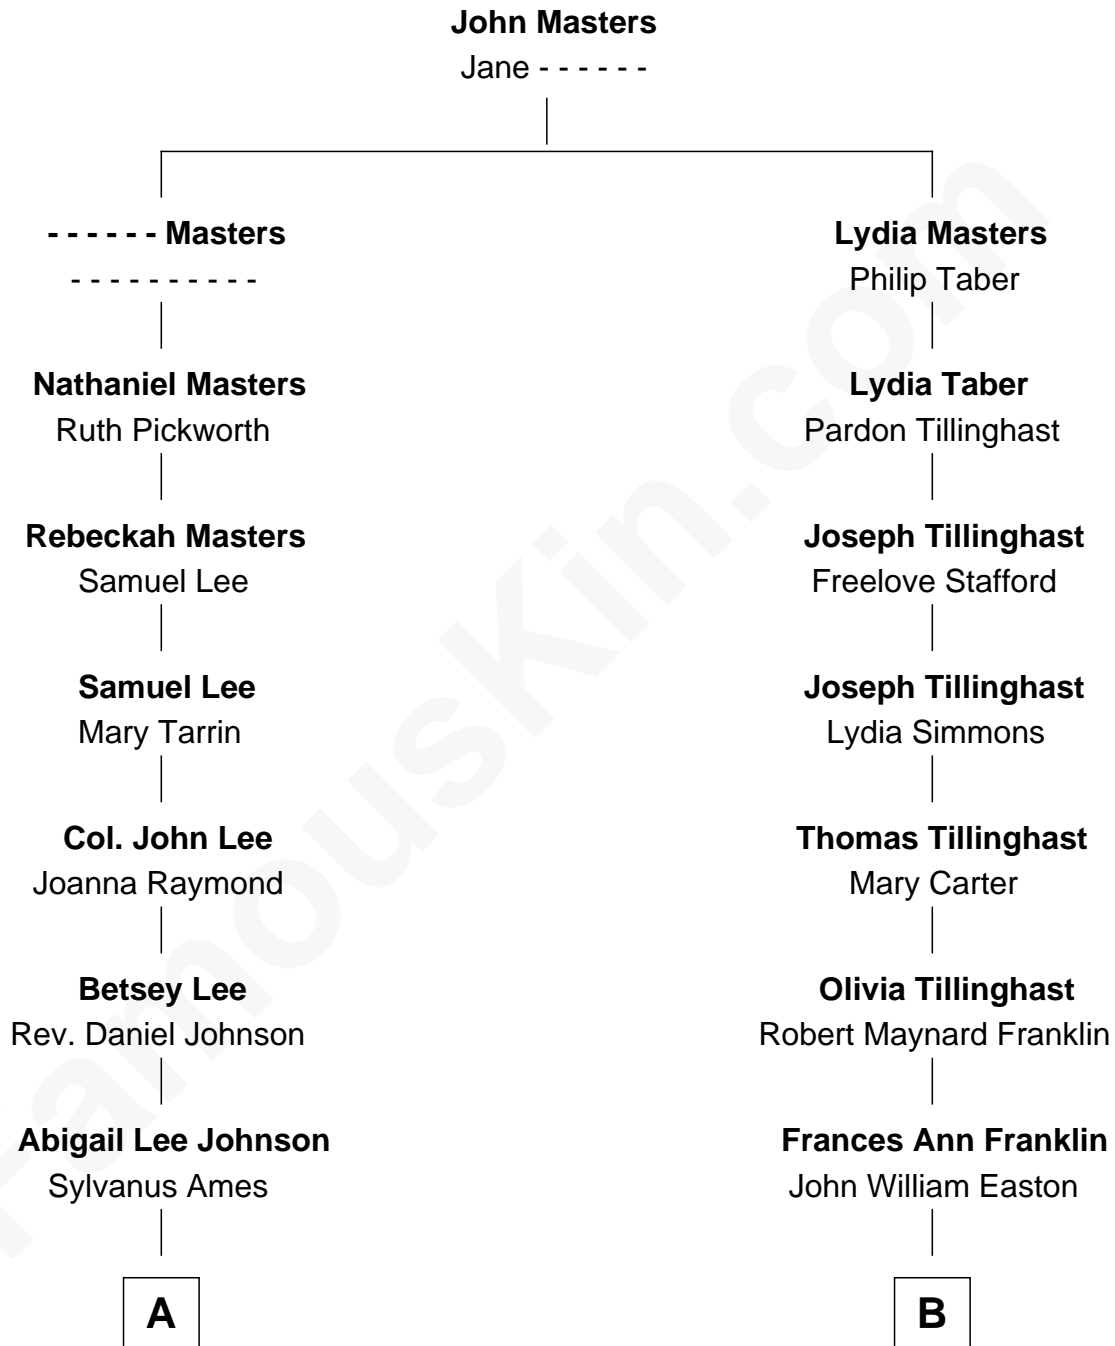 John Masters
Jane - - - - - -
- - - - - - Masters
- - - - - - - - - -
Nathaniel Masters
Ruth Pickworth
Rebeckah Masters
Samuel Lee
Samuel Lee
Mary Tarrin
Col. John Lee
Joanna Raymond
Betsey Lee
Rev. Daniel Johnson
Abigail Lee Johnson
Sylvanus Ames
A
Lydia Masters
Philip Taber
Lydia Taber
Pardon Tillinghast
Joseph Tillinghast
Freelove Stafford
Joseph Tillinghast
Lydia Simmons
Thomas Tillinghast
Mary Carter
Olivia Tillinghast
Robert Maynard Franklin
Frances Ann Franklin
John William Easton
B
FamousKin.com